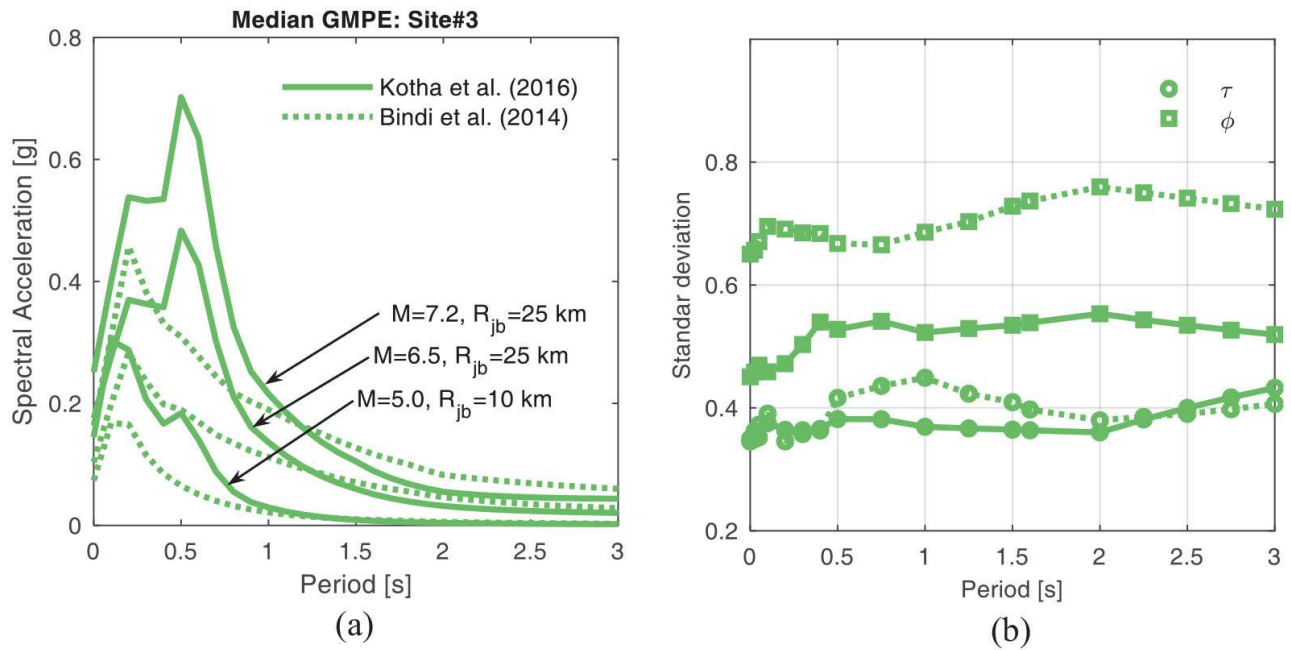 Median GMPE: Site#3
0.8
0.6
0.4
0.2
0
Spectral Acceleration [g]
Kotha et al. (2016)
Bindi et al. (2014)
M=7.2, R_jb=25 km
M=6.5, R_jb=25 km
M=5.0, R_jb=10 km
0 0.5 1 1.5 2 2.5 3
Period [s]
(a)
0.8
0.6
0.4
0.2
Standar deviation
τ
ϕ
0 0.5 1 1.5 2 2.5 3
Period [s]
(b)